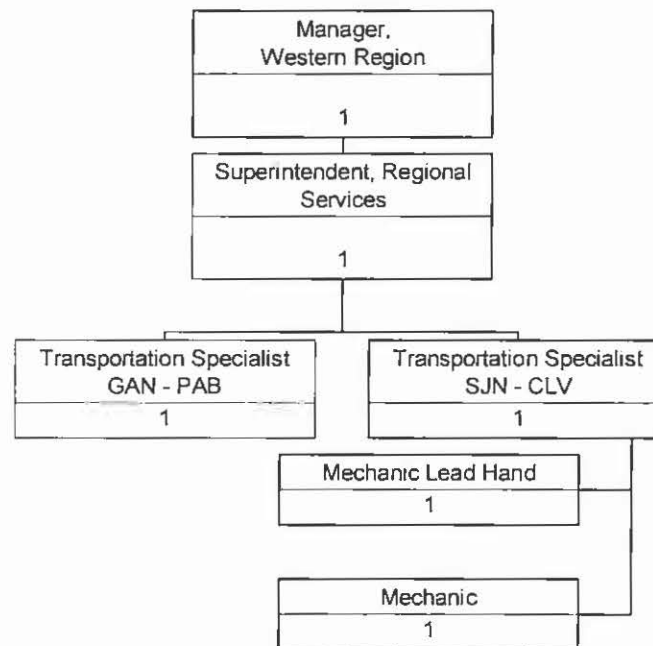 Manager,
Western Region
1
Superintendent, Regional
Services
1
Transportation Specialist
GAN - PAB
1
Transportation Specialist
SJN - CLV
1
Mechanic Lead Hand
1
Mechanic
1